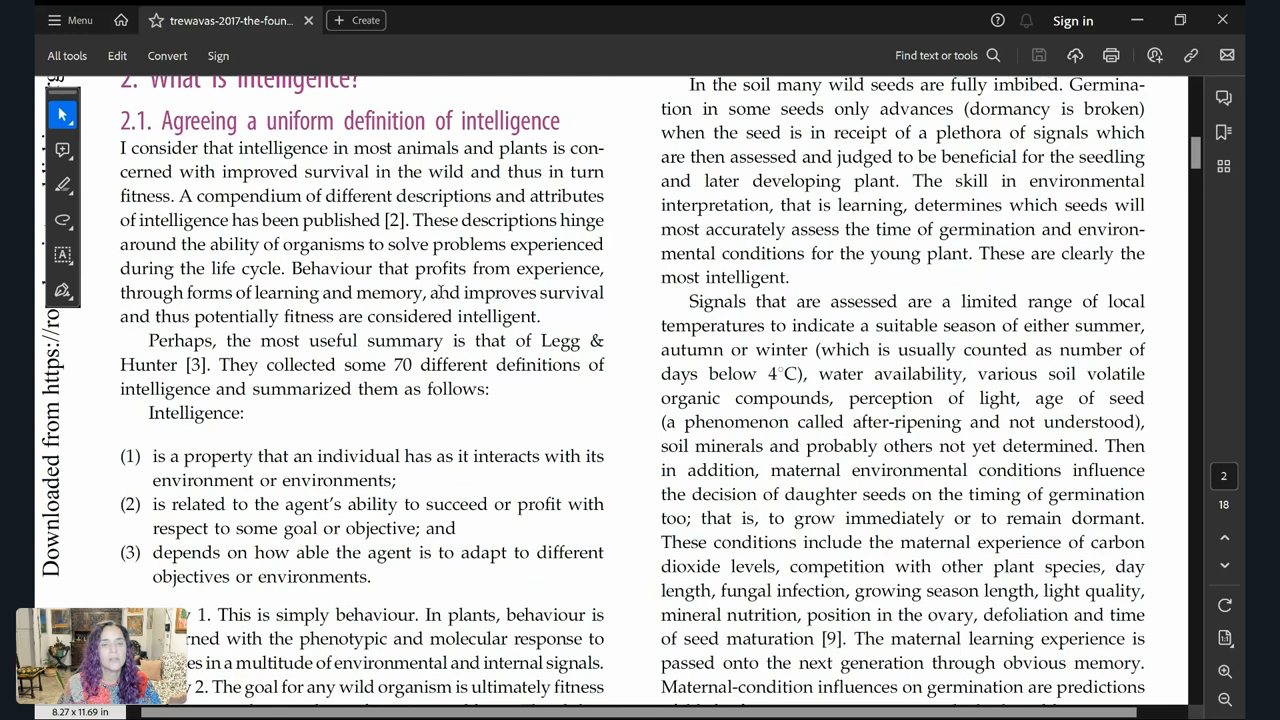 Menu
trewavas-2017-the-foun...
Create
Sign in
All tools
Edit
Convert
Sign
Find text or tools
Downloaded from https://ro
2. What is intelligence?
2.1. Agreeing a uniform definition of intelligence
I consider that intelligence in most animals and plants is con-
cerned with improved survival in the wild and thus in turn
fitness. A compendium of different descriptions and attributes
of intelligence has been published [2]. These descriptions hinge
around the ability of organisms to solve problems experienced
during the life cycle. Behaviour that profits from experience,
through forms of learning and memory, and improves survival
and thus potentially fitness are considered intelligent.
Perhaps, the most useful summary is that of Legg &
Hunter [3]. They collected some 70 different definitions of
intelligence and summarized them as follows:
Intelligence:
(1) is a property that an individual has as it interacts with its
environment or environments;
(2) is related to the agent's ability to succeed or profit with
respect to some goal or objective; and
(3) depends on how able the agent is to adapt to different
objectives or environments.
y 1. This is simply behaviour. In plants, behaviour is
rned with the phenotypic and molecular response to
es in a multitude of environmental and internal signals.
y 2. The goal for any wild organism is ultimately fitness
In the soil many wild seeds are fully imbibed. Germina-
tion in some seeds only advances (dormancy is broken)
when the seed is in receipt of a plethora of signals which
are then assessed and judged to be beneficial for the seedling
and later developing plant. The skill in environmental
interpretation, that is learning, determines which seeds will
most accurately assess the time of germination and environ-
mental conditions for the young plant. These are clearly the
most intelligent.
Signals that are assessed are a limited range of local
temperatures to indicate a suitable season of either summer,
autumn or winter (which is usually counted as number of
days below 4°C), water availability, various soil volatile
organic compounds, perception of light, age of seed
(a phenomenon called after-ripening and not understood),
soil minerals and probably others not yet determined. Then
in addition, maternal environmental conditions influence
the decision of daughter seeds on the timing of germination
too; that is, to grow immediately or to remain dormant.
These conditions include the maternal experience of carbon
dioxide levels, competition with other plant species, day
length, fungal infection, growing season length, light quality,
mineral nutrition, position in the ovary, defoliation and time
of seed maturation [9]. The maternal learning experience is
passed onto the next generation through obvious memory.
Maternal-condition influences on germination are predictions
2
18
8.27 x 11.69 in